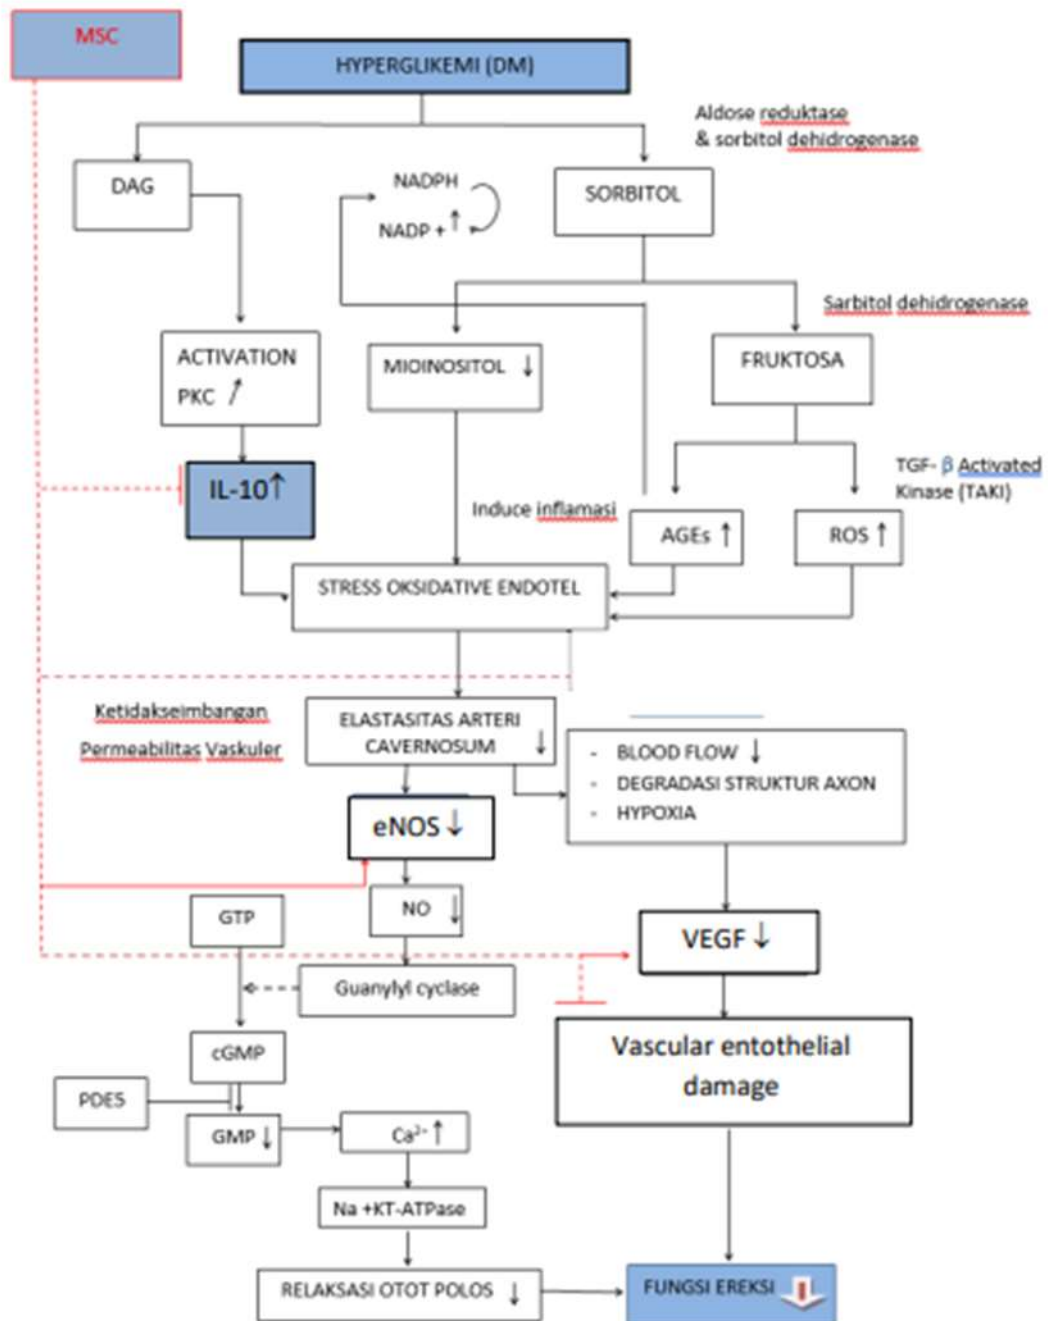 MSC
HYPERGLIKEMI (DM)
Aldose reduktase
& sorbitol dehidrogenase
DAG
NADPH
NADP + ↑
SORBITOL
Sarbitol dehidrogenase
ACTIVATION
PKC ↑
MIOINOSITOL ↓
FRUKTOSA
IL-10↑
TGF- β Activated
Kinase (TAKI)
Induce inflamasi
AGEs ↑
ROS ↑
STRESS OKSIDATIVE ENDOTEL
Ketidakseimbangan
Permeabilitas Vaskuler
ELASTASITAS ARTERI
CAVERNOSUM ↓
- BLOOD FLOW ↓
- DEGRADASI STRUKTUR AXON
- HYPOXIA
eNOS ↓
GTP
NO ↓
VEGF ↓
Guanylyl cyclase
cGMP
Vascular entothelial
damage
PDE5
GMP ↓
Ca²⁺ ↑
Na +KT-ATPase
RELAKSASI OTOT POLOS ↓
FUNGSI EREKSI ⇩